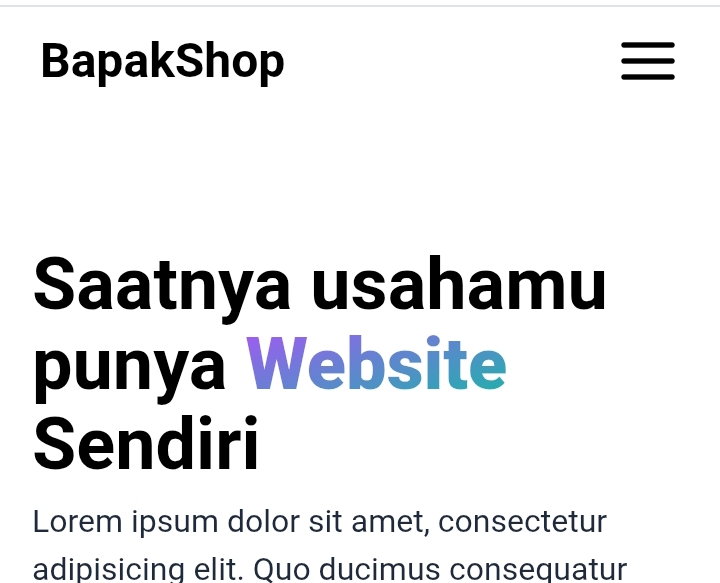 BapakShop
Saatnya usahamu
punya Website
Sendiri
Lorem ipsum dolor sit amet, consectetur
adipisicing elit. Quo ducimus consequatur